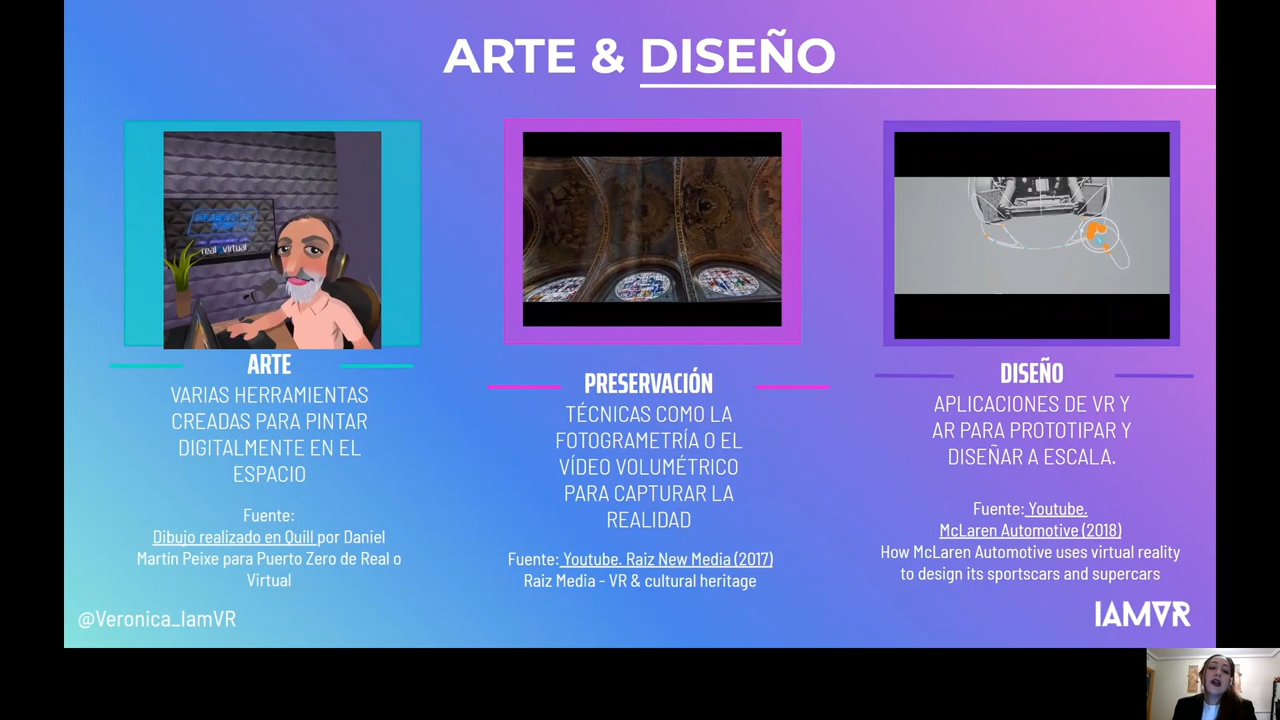 ARTE & DISEÑO
real o virtual
ARTE
VARIAS HERRAMIENTAS
CREADAS PARA PINTAR
DIGITALMENTE EN EL
ESPACIO
Fuente:
Dibujo realizado en Quill por Daniel
Martín Peixe para Puerto Zero de Real o
Virtual
PRESERVACIÓN
TÉCNICAS COMO LA
FOTOGRAMETRÍA O EL
VÍDEO VOLUMÉTRICO
PARA CAPTURAR LA
REALIDAD
Fuente: Youtube. Raiz New Media (2017)
Raiz Media - VR & cultural heritage
DISEÑO
APLICACIONES DE VR Y
AR PARA PROTOTIPAR Y
DISEÑAR A ESCALA.
Fuente: Youtube.
McLaren Automotive (2018)
How McLaren Automotive uses virtual reality
to design its sportscars and supercars
@Veronica_IamVR
IAMVR